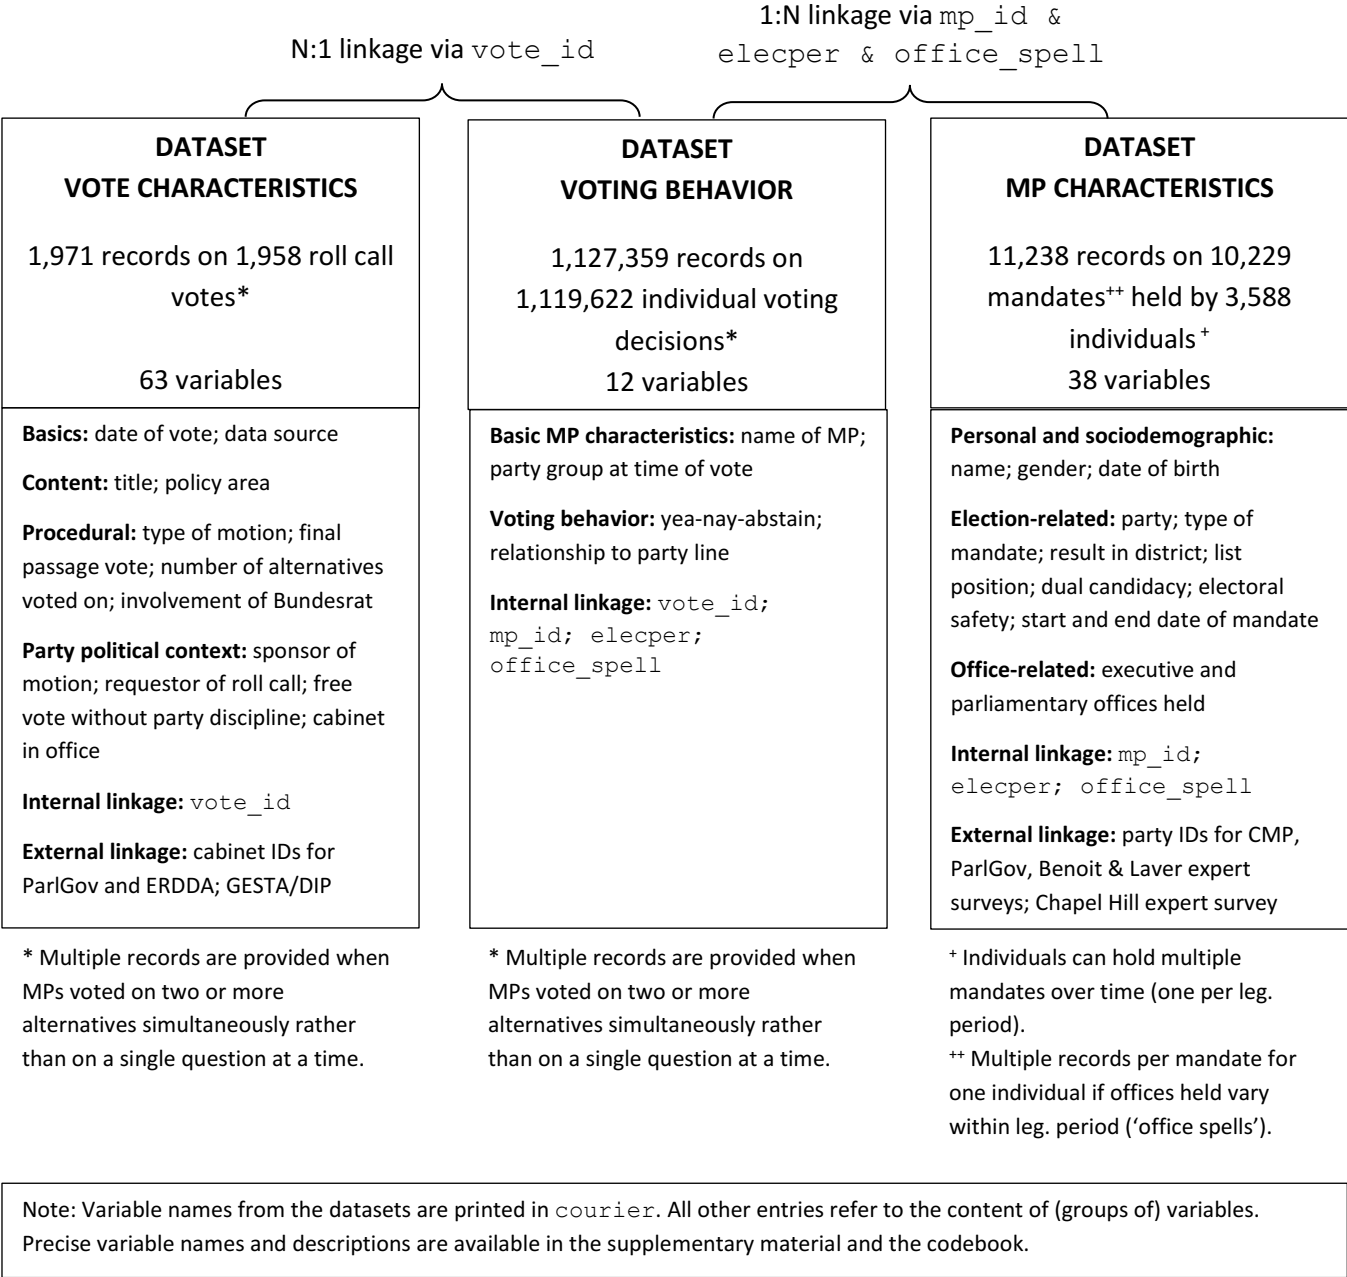 1:N linkage via mp_id &
N:1 linkage via vote_id
elecper & office_spell
DATASET
VOTE CHARACTERISTICS
1,971 records on 1,958 roll call
votes*
63 variables
Basics: date of vote; data source
Content: title; policy area
Procedural: type of motion; final
passage vote; number of alternatives
voted on; involvement of Bundesrat
Party political context: sponsor of
motion; requestor of roll call; free
vote without party discipline; cabinet
in office
Internal linkage: vote_id
External linkage: cabinet IDs for
ParlGov and ERDDA; GESTA/DIP
* Multiple records are provided when
MPs voted on two or more
alternatives simultaneously rather
than on a single question at a time.
DATASET
VOTING BEHAVIOR
1,127,359 records on
1,119,622 individual voting
decisions*
12 variables
Basic MP characteristics: name of MP;
party group at time of vote
Voting behavior: yea-nay-abstain;
relationship to party line
Internal linkage: vote_id;
mp_id; elecper;
office_spell
* Multiple records are provided when
MPs voted on two or more
alternatives simultaneously rather
than on a single question at a time.
DATASET
MP CHARACTERISTICS
11,238 records on 10,229
mandates++ held by 3,588
individuals +
38 variables
Personal and sociodemographic:
name; gender; date of birth
Election-related: party; type of
mandate; result in district; list
position; dual candidacy; electoral
safety; start and end date of mandate
Office-related: executive and
parliamentary offices held
Internal linkage: mp_id;
elecper; office_spell
External linkage: party IDs for CMP,
ParlGov, Benoit & Laver expert
surveys; Chapel Hill expert survey
+ Individuals can hold multiple
mandates over time (one per leg.
period).
++ Multiple records per mandate for
one individual if offices held vary
within leg. period (‘office spells’).
Note: Variable names from the datasets are printed in courier. All other entries refer to the content of (groups of) variables.
Precise variable names and descriptions are available in the supplementary material and the codebook.